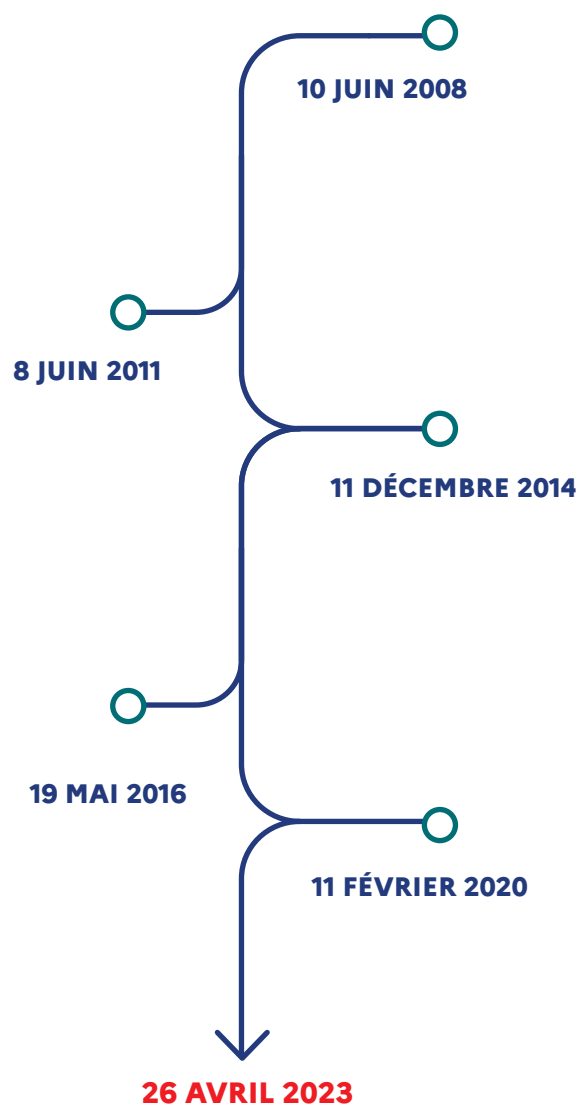 10 JUIN 2008
8 JUIN 2011
11 DÉCEMBRE 2014
19 MAI 2016
11 FÉVRIER 2020
26 AVRIL 2023